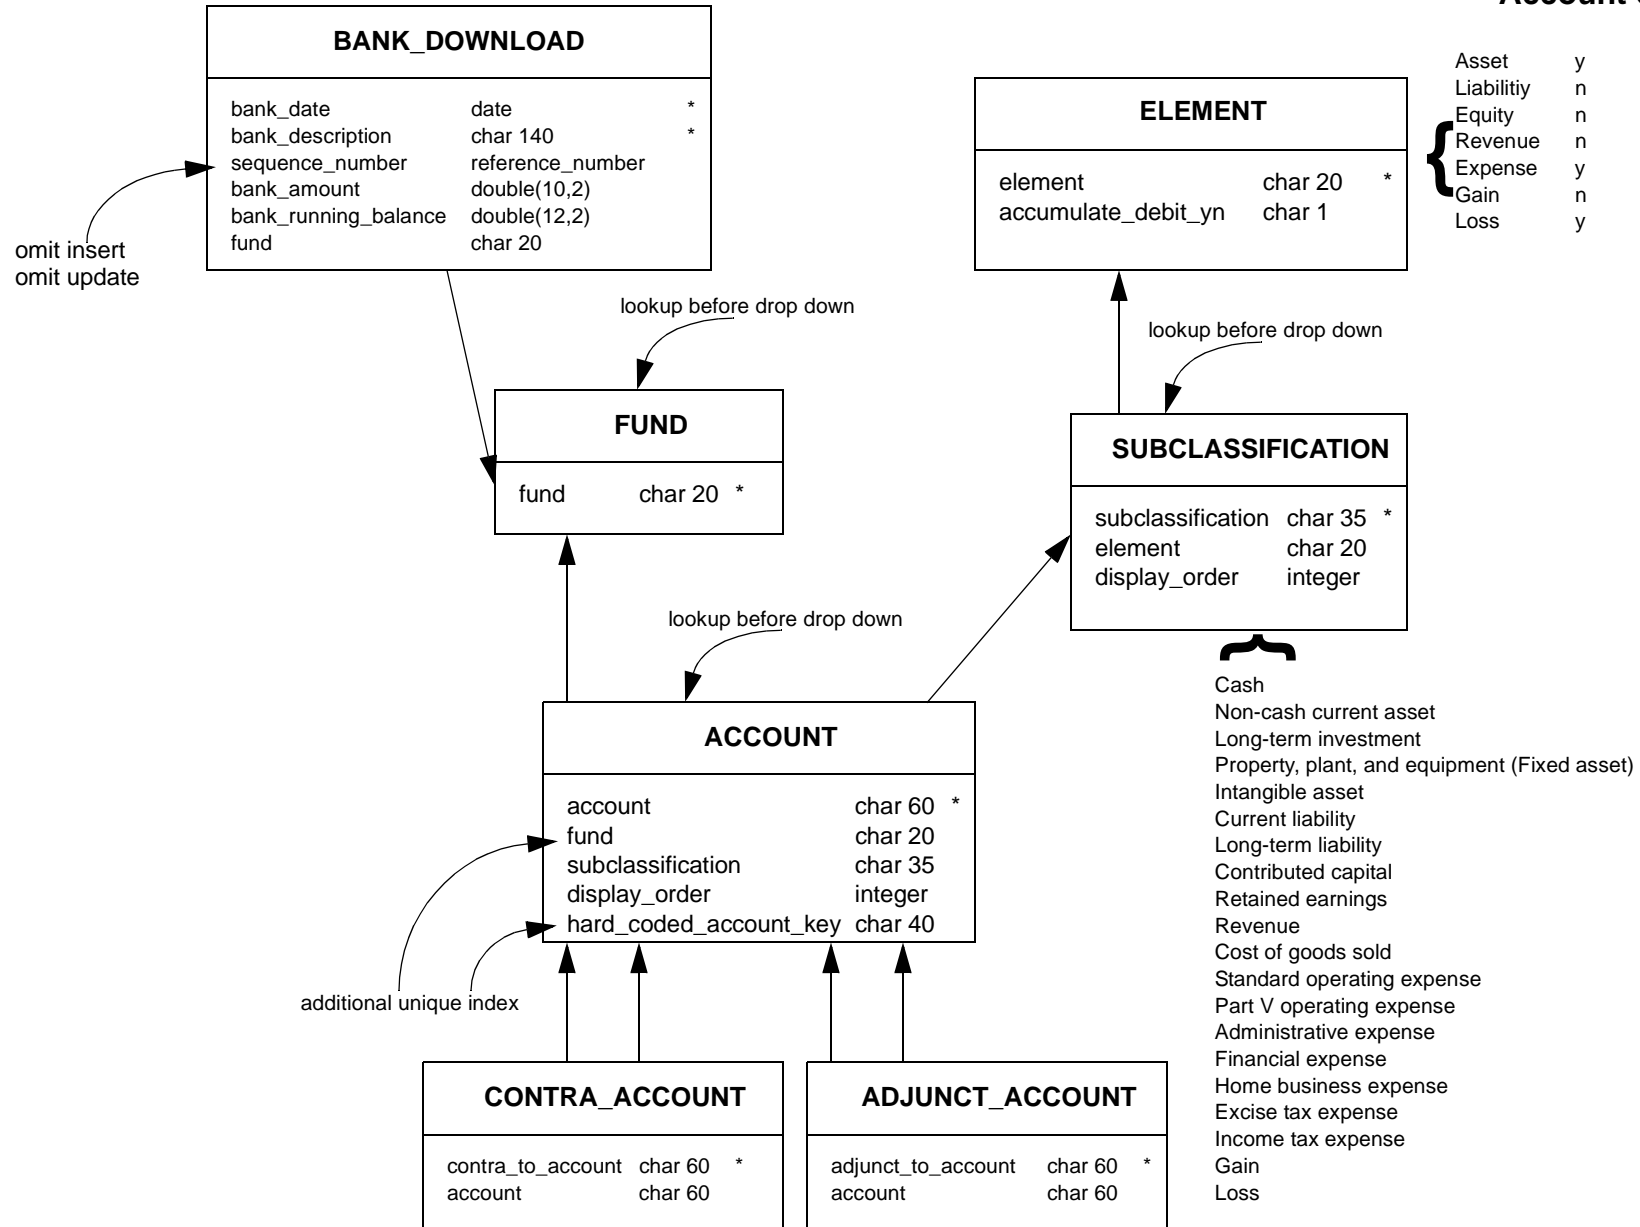 Account
BANK_DOWNLOAD
bank_date date *
bank_description char 140 *
sequence_number reference_number
bank_amount double(10,2)
bank_running_balance double(12,2)
fund char 20
omit insert
omit update
ELEMENT
element char 20 *
accumulate_debit_yn char 1
Asset y
Liabilitiy n
Equity n
Revenue n
Expense y
Gain n
Loss y
lookup before drop down
FUND
fund char 20 *
lookup before drop down
SUBCLASSIFICATION
subclassification char 35 *
element char 20
display_order integer
Cash
Non-cash current asset
Long-term investment
Property, plant, and equipment (Fixed asset)
Intangible asset
Current liability
Long-term liability
Contributed capital
Retained earnings
Revenue
Cost of goods sold
Standard operating expense
Part V operating expense
Administrative expense
Financial expense
Home business expense
Excise tax expense
Income tax expense
Gain
Loss
lookup before drop down
ACCOUNT
account char 60 *
fund char 20
subclassification char 35
display_order integer
hard_coded_account_key char 40
additional unique index
CONTRA_ACCOUNT
contra_to_account char 60 *
account char 60
ADJUNCT_ACCOUNT
adjunct_to_account char 60 *
account char 60